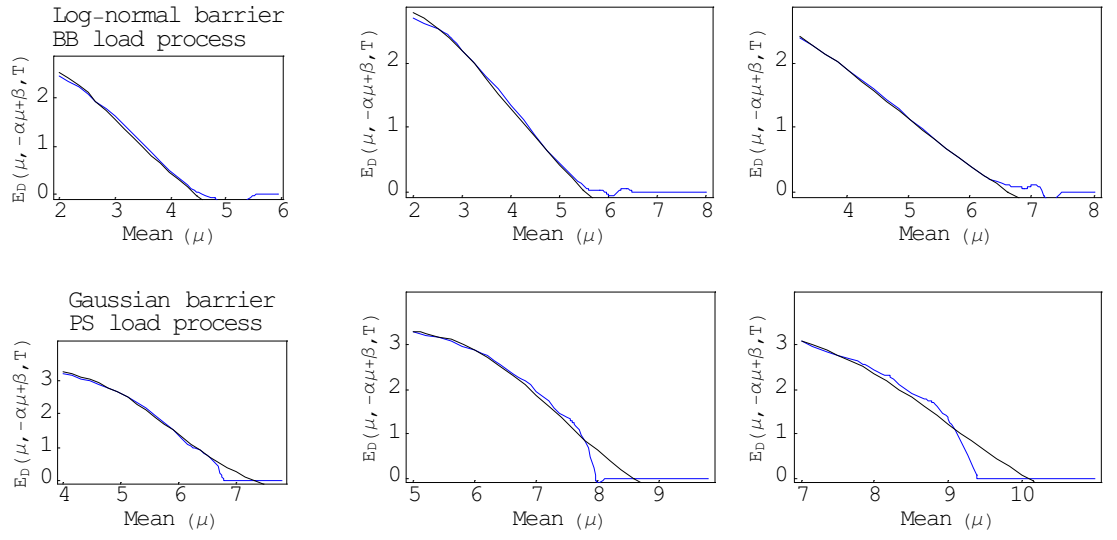 Log-normal barrier
BB load process
E_D(μ, -αμ+β, T)
2
1
0
2 3 4 5 6
Mean (μ)
E_D(μ, -αμ+β, T)
2
1
0
2 3 4 5 6 7 8
Mean (μ)
E_D(μ, -αμ+β, T)
2
1
0
4 5 6 7 8
Mean (μ)
Gaussian barrier
PS load process
E_D(μ, -αμ+β, T)
3
2
1
0
4 5 6 7
Mean (μ)
E_D(μ, -αμ+β, T)
3
2
1
0
5 6 7 8 9
Mean (μ)
E_D(μ, -αμ+β, T)
3
2
1
0
7 8 9 10
Mean (μ)